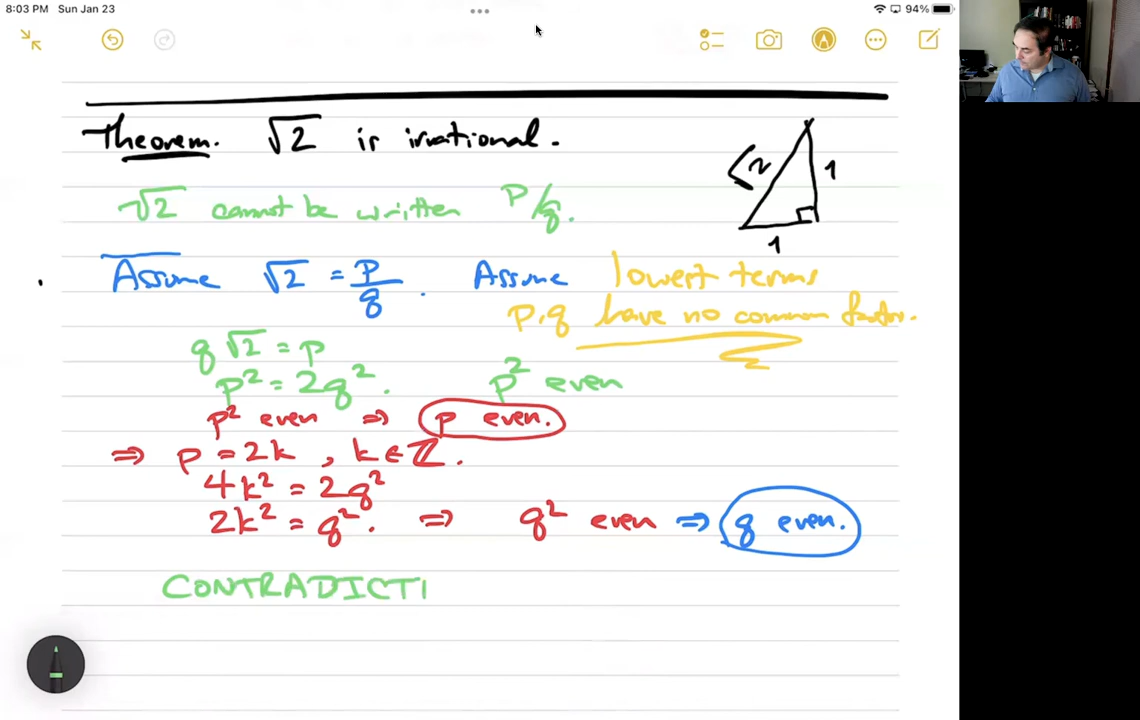 8:03 PM Sun Jan 23
94%
Theorem. √2 is irrational.
√2
1
1
√2 cannot be written P/q.
Assume √2 = p/q. Assume lowest terms
p,q have no common factor.
q√2 = p
p² = 2q². p² even
p² even ⇒ p even.
⇒ p = 2k, k ∈ ℤ.
4k² = 2q²
2k² = q². ⇒ q² even ⇒ q even.
CONTRADICTI